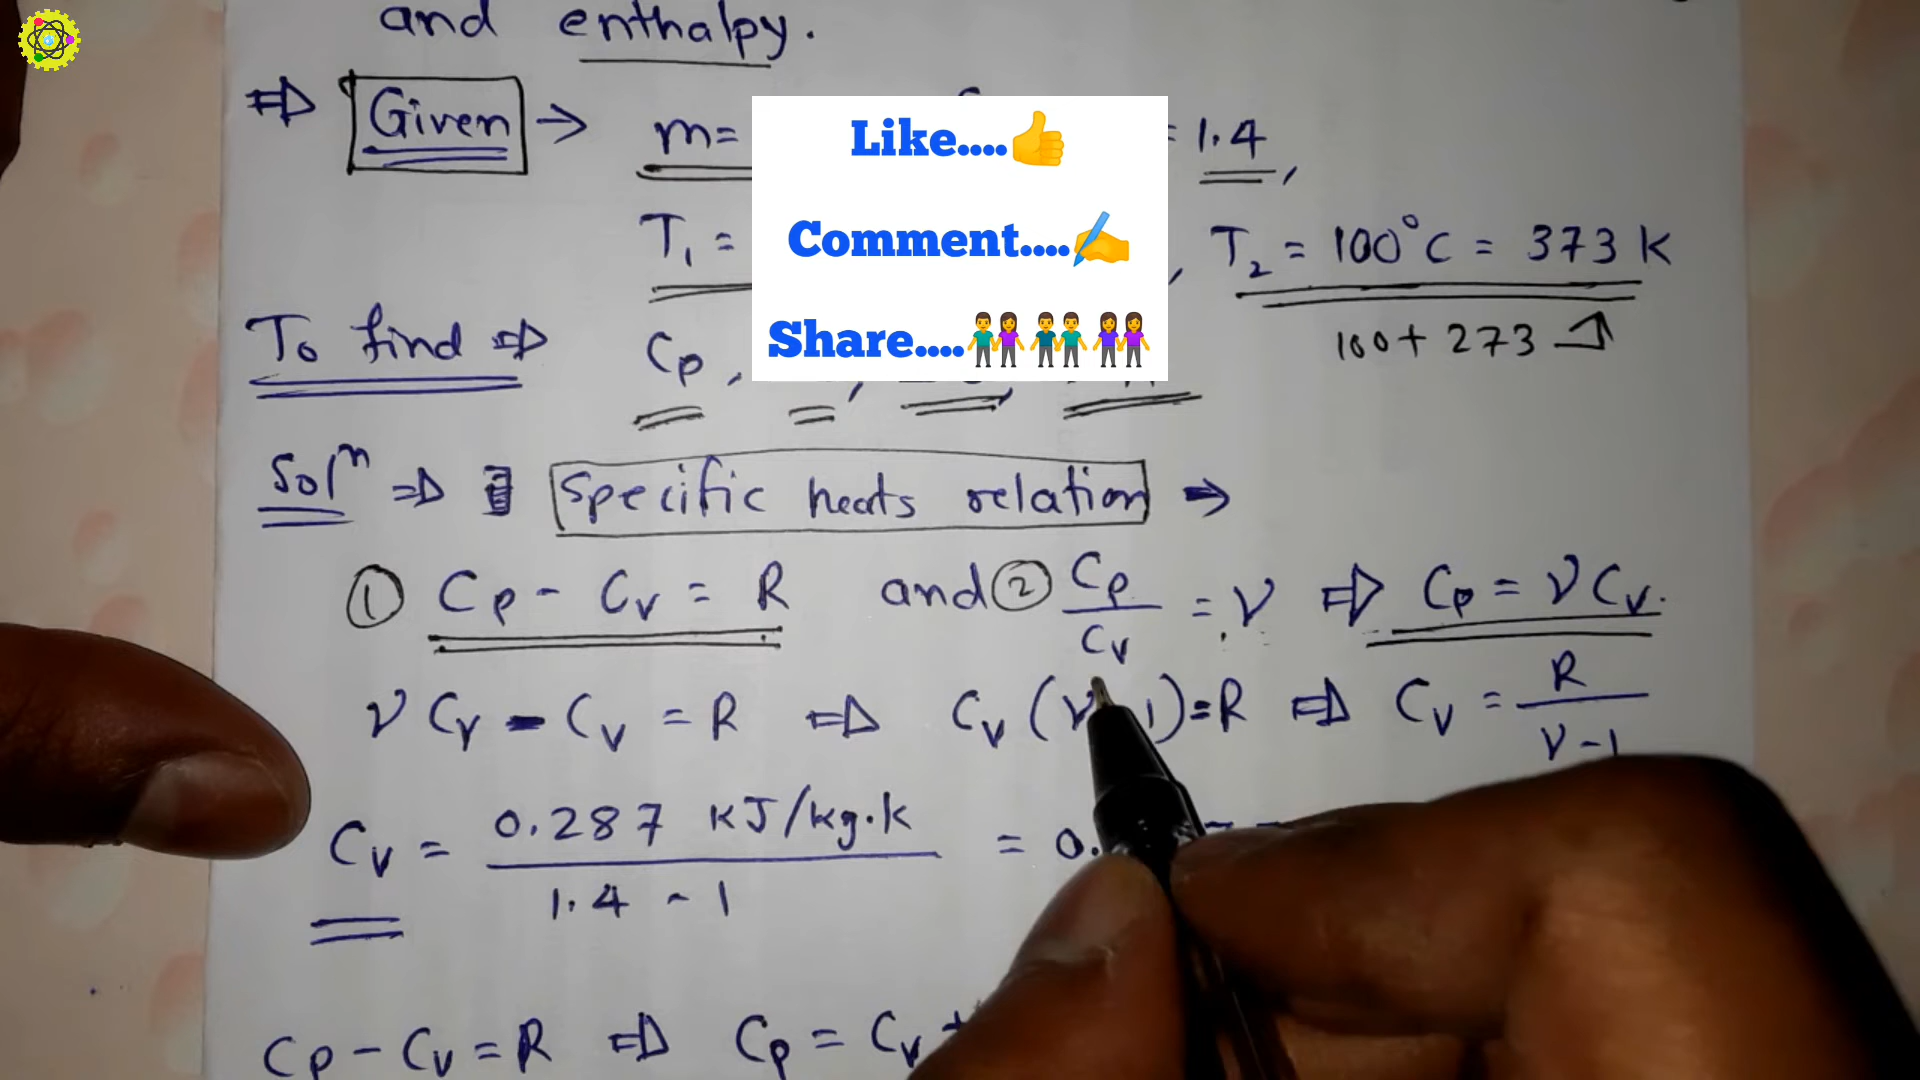 and enthalpy.
⇒ Given → m= = 1.4,
Like....👍
T₁ = , T₂ = 100°C = 373 K
Comment....✍
100 + 273
To find ⇒ Cp,
Share....👫👬👭
Solⁿ ⇒ Specific heats relation →
① Cp - Cv = R and ② Cp/Cv = γ ⇒ Cp = γ Cv.
γ Cv - Cv = R ⇒ Cv (γ 1) = R ⇒ Cv = R/γ-1
Cv = 0.287 KJ/kg.K / 1.4 - 1 = 0.
Cp - Cv = R ⇒ Cp = Cv +